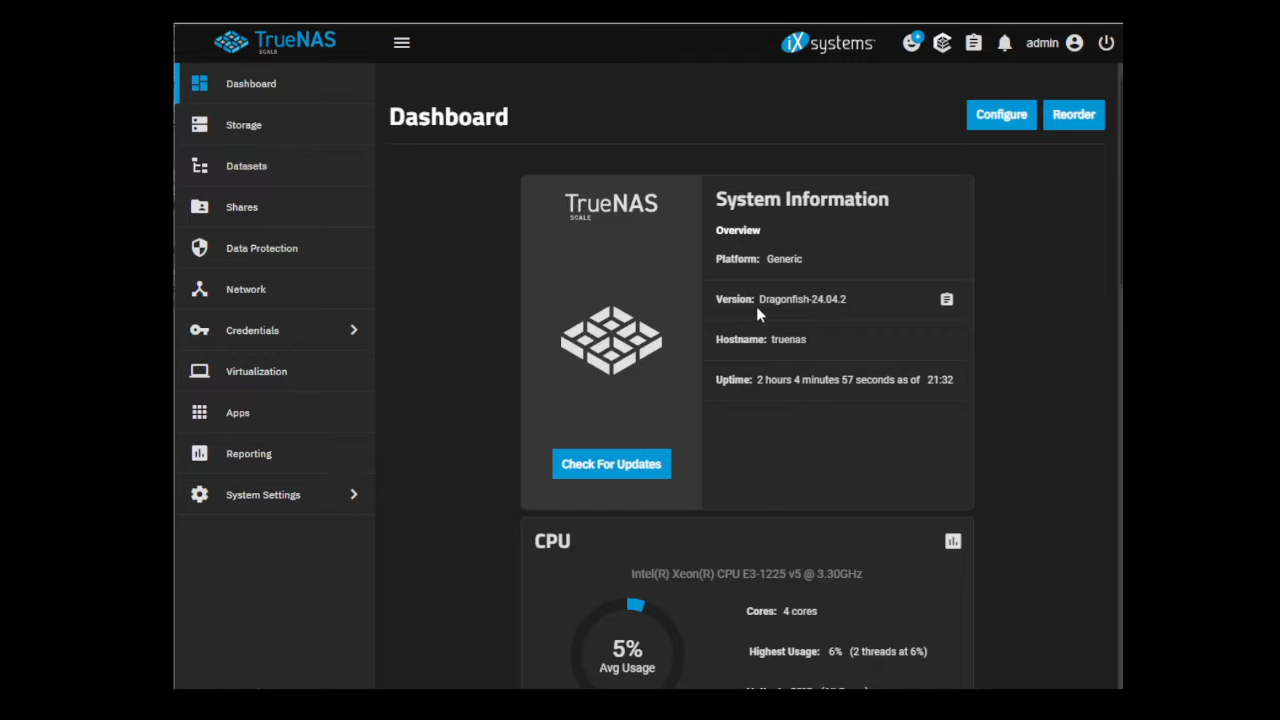 TrueNAS
SCALE
iXsystems
admin
Dashboard
Storage
Datasets
Shares
Data Protection
Network
Credentials
Virtualization
Apps
Reporting
System Settings
Dashboard
Configure
Reorder
TrueNAS
SCALE
Check For Updates
System Information
Overview
Platform: Generic
Version: Dragonfish-24.04.2
Hostname: truenas
Uptime: 2 hours 4 minutes 57 seconds as of 21:32
CPU
Intel(R) Xeon(R) CPU E3-1225 v5 @ 3.30GHz
5%
Avg Usage
Cores: 4 cores
Highest Usage: 6% (2 threads at 6%)